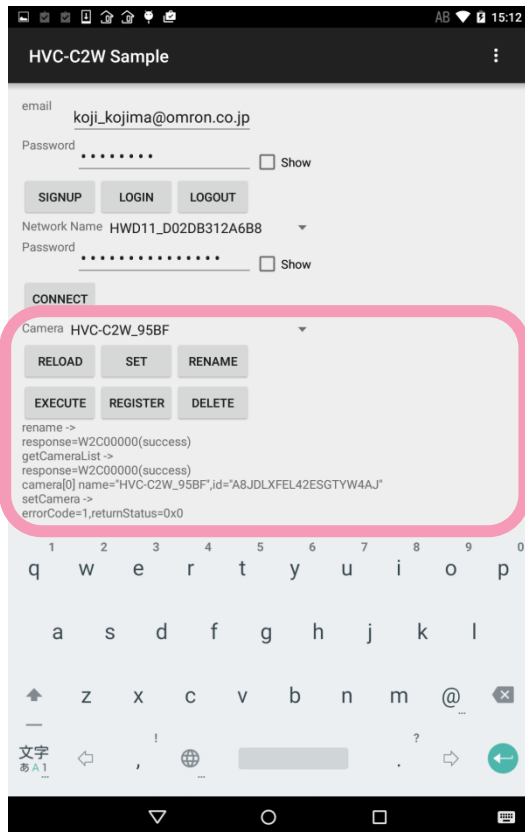 AB 15:12
HVC-C2W Sample
email
koji_kojima@omron.co.jp
Password
••••••••
Show
SIGNUP LOGIN LOGOUT
Network Name HWD11_D02DB312A6B8
Password
•••••••••••••••
Show
CONNECT
Camera HVC-C2W_95BF
RELOAD SET RENAME
EXECUTE REGISTER DELETE
rename ->
response=W2C00000(success)
getCameraList ->
response=W2C00000(success)
camera[0] name="HVC-C2W_95BF",id="A8JDLXFEL42ESGTYW4AJ"
setCamera ->
errorCode=1,returnStatus=0x0
1 2 3 4 5 6 7 8 9 0
q w e r t y u i o p
a s d f g h j k l
z x c v b n m @
...
! ?
文字 , .
あA1
... ...